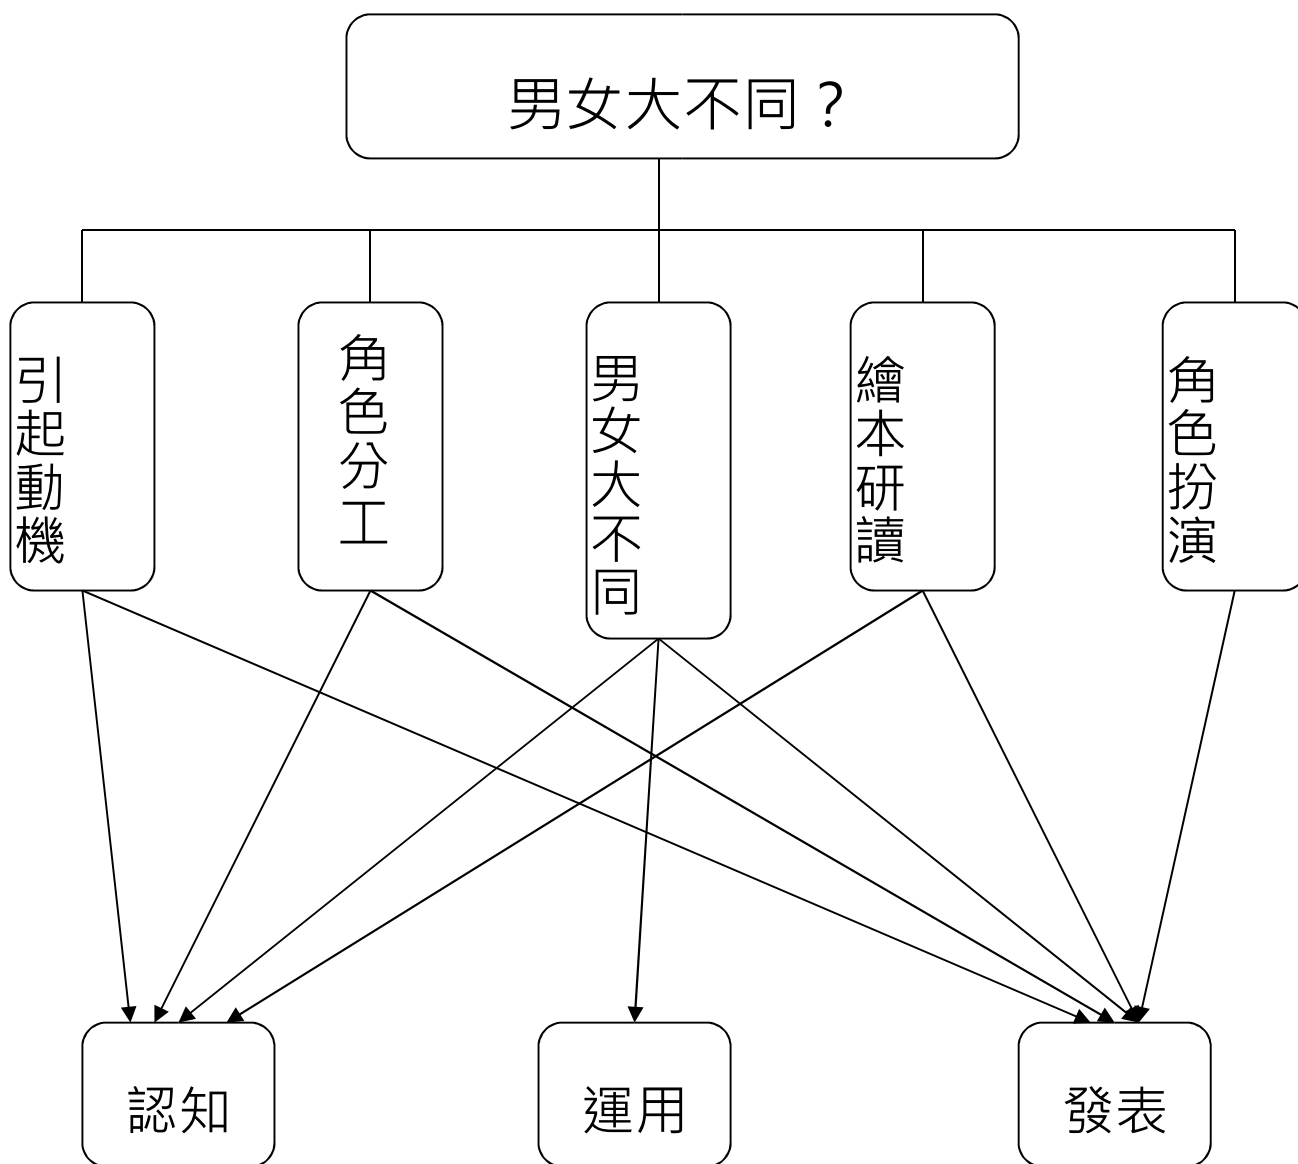 男女大不同？
引起動機
角色分工
男女大不同
繪本研讀
角色扮演
認知
運用
發表